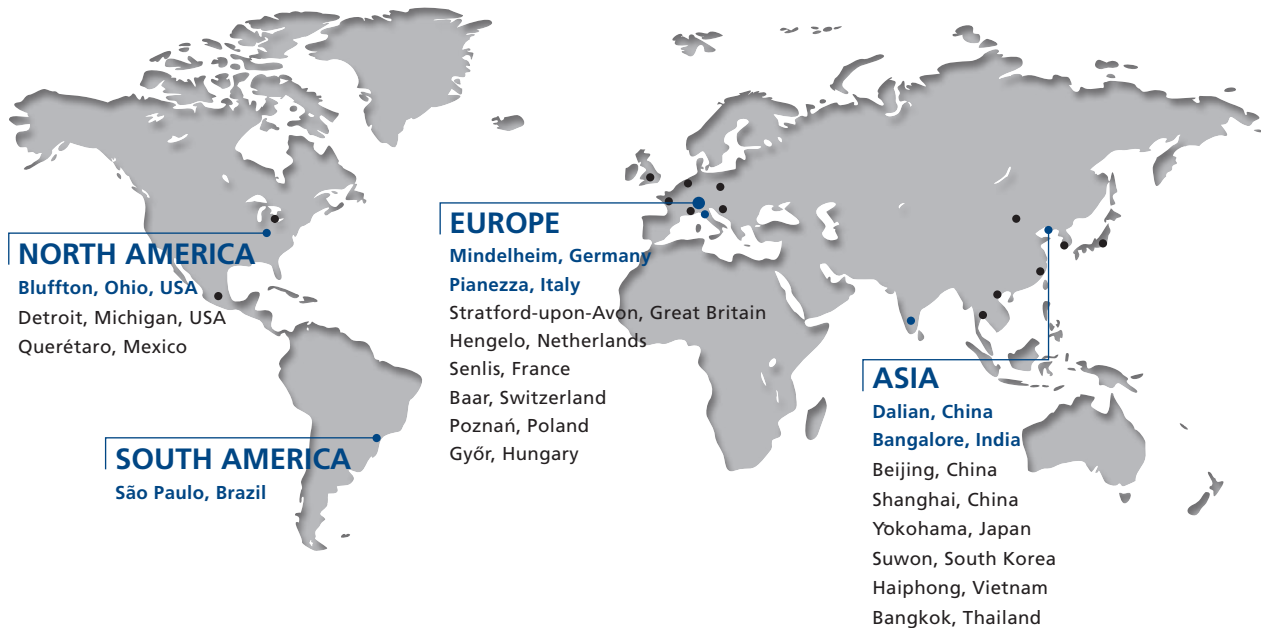 NORTH AMERICA
Bluffton, Ohio, USA
Detroit, Michigan, USA
Querétaro, Mexico
SOUTH AMERICA
São Paulo, Brazil
EUROPE
Mindelheim, Germany
Pianezza, Italy
Stratford-upon-Avon, Great Britain
Hengelo, Netherlands
Senlis, France
Baar, Switzerland
Poznań, Poland
Győr, Hungary
ASIA
Dalian, China
Bangalore, India
Beijing, China
Shanghai, China
Yokohama, Japan
Suwon, South Korea
Haiphong, Vietnam
Bangkok, Thailand